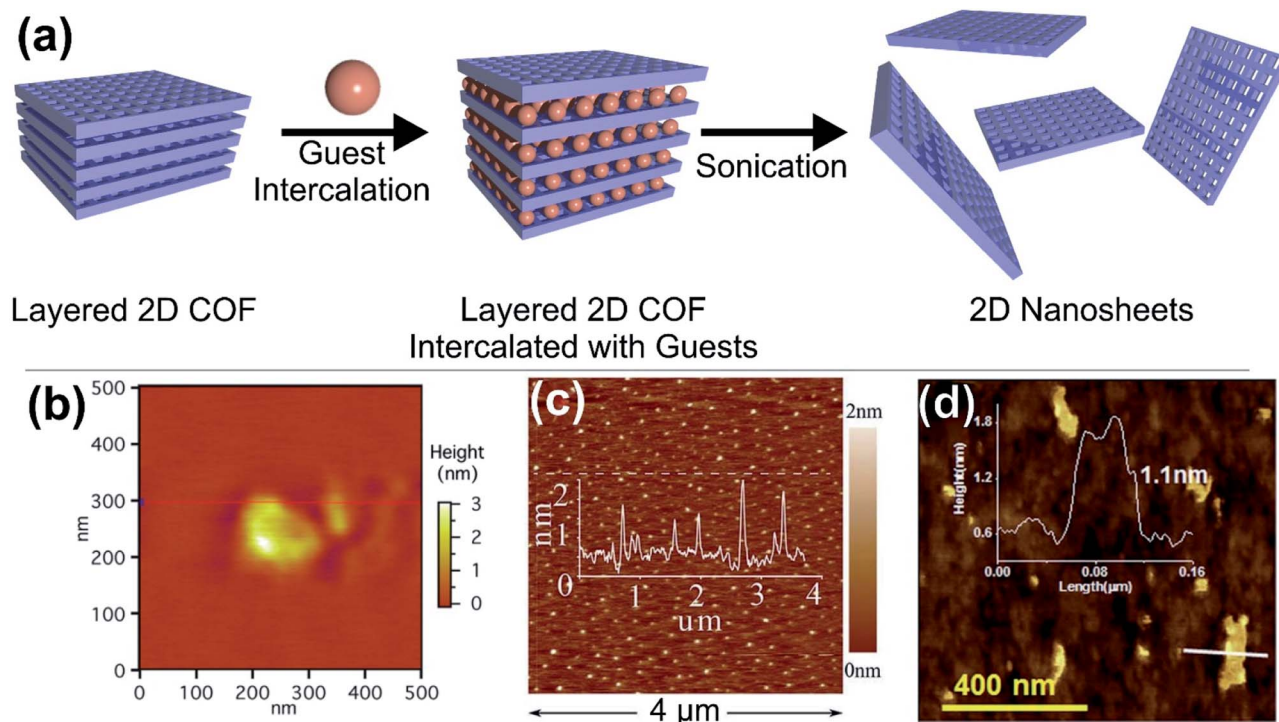 (a)
Guest
Intercalation
Sonication
Layered 2D COF
Layered 2D COF
Intercalated with Guests
2D Nanosheets
(b)
500
400
300
200
100
0
nm
0
100
200
300
400
500
nm
Height
(nm)
3
2
1
0
(c)
2nm
0nm
2
1
0
nm
1
2
3
4
um
4 μm
(d)
1.8
1.2
0.6
Height(nm)
1.1nm
0.00
0.08
0.16
Length(μm)
400 nm